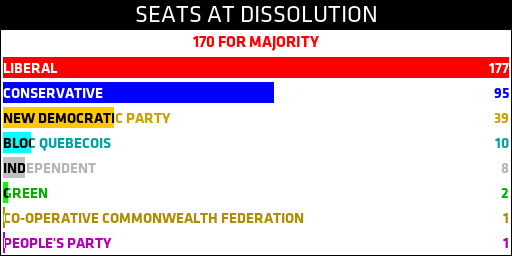 SEATS AT DISSOLUTION
170 FOR MAJORITY
LIBERAL 177
CONSERVATIVE 95
NEW DEMOCRATIC PARTY 39
BLOC QUEBECOIS 10
INDEPENDENT 8
GREEN 2
CO-OPERATIVE COMMONWEALTH FEDERATION 1
PEOPLE'S PARTY 1